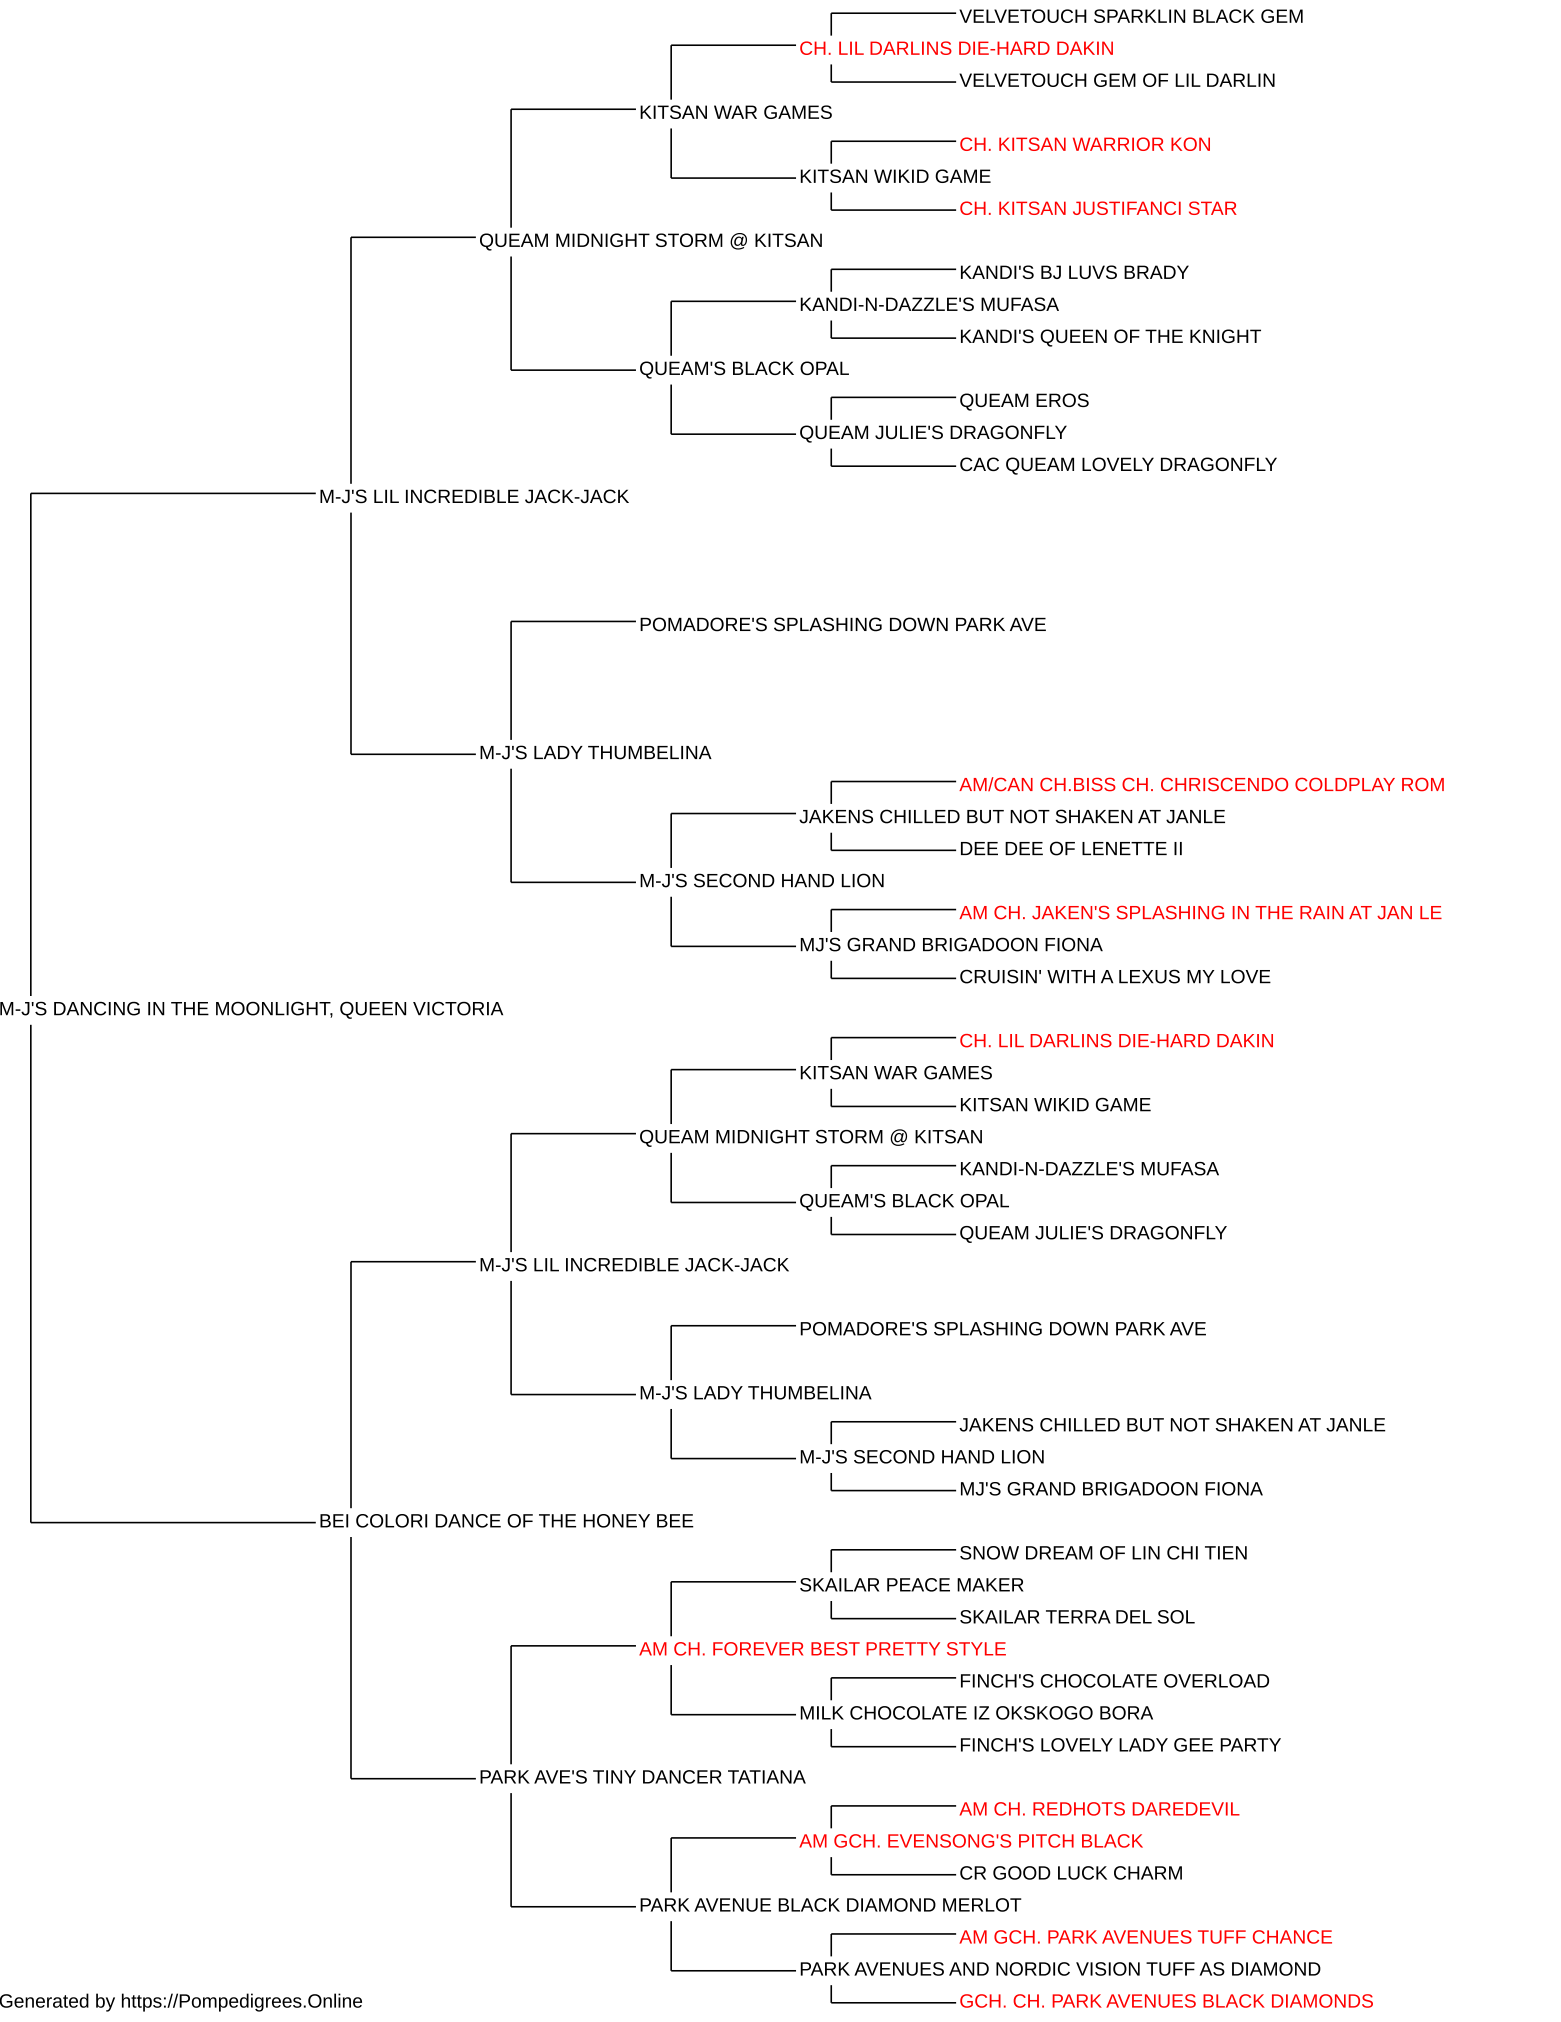 VELVETOUCH SPARKLIN BLACK GEM
CH. LIL DARLINS DIE-HARD DAKIN
VELVETOUCH GEM OF LIL DARLIN
KITSAN WAR GAMES
CH. KITSAN WARRIOR KON
KITSAN WIKID GAME
CH. KITSAN JUSTIFANCI STAR
QUEAM MIDNIGHT STORM @ KITSAN
KANDI'S BJ LUVS BRADY
KANDI-N-DAZZLE'S MUFASA
KANDI'S QUEEN OF THE KNIGHT
QUEAM'S BLACK OPAL
QUEAM EROS
QUEAM JULIE'S DRAGONFLY
CAC QUEAM LOVELY DRAGONFLY
M-J'S LIL INCREDIBLE JACK-JACK
POMADORE'S SPLASHING DOWN PARK AVE
M-J'S LADY THUMBELINA
AM/CAN CH.BISS CH. CHRISCENDO COLDPLAY ROM
JAKENS CHILLED BUT NOT SHAKEN AT JANLE
DEE DEE OF LENETTE II
M-J'S SECOND HAND LION
AM CH. JAKEN'S SPLASHING IN THE RAIN AT JAN LE
MJ'S GRAND BRIGADOON FIONA
CRUISIN' WITH A LEXUS MY LOVE
M-J'S DANCING IN THE MOONLIGHT, QUEEN VICTORIA
CH. LIL DARLINS DIE-HARD DAKIN
KITSAN WAR GAMES
KITSAN WIKID GAME
QUEAM MIDNIGHT STORM @ KITSAN
KANDI-N-DAZZLE'S MUFASA
QUEAM'S BLACK OPAL
QUEAM JULIE'S DRAGONFLY
M-J'S LIL INCREDIBLE JACK-JACK
POMADORE'S SPLASHING DOWN PARK AVE
M-J'S LADY THUMBELINA
JAKENS CHILLED BUT NOT SHAKEN AT JANLE
M-J'S SECOND HAND LION
MJ'S GRAND BRIGADOON FIONA
BEI COLORI DANCE OF THE HONEY BEE
SNOW DREAM OF LIN CHI TIEN
SKAILAR PEACE MAKER
SKAILAR TERRA DEL SOL
AM CH. FOREVER BEST PRETTY STYLE
FINCH'S CHOCOLATE OVERLOAD
MILK CHOCOLATE IZ OKSKOGO BORA
FINCH'S LOVELY LADY GEE PARTY
PARK AVE'S TINY DANCER TATIANA
AM CH. REDHOTS DAREDEVIL
AM GCH. EVENSONG'S PITCH BLACK
CR GOOD LUCK CHARM
PARK AVENUE BLACK DIAMOND MERLOT
AM GCH. PARK AVENUES TUFF CHANCE
PARK AVENUES AND NORDIC VISION TUFF AS DIAMOND
GCH. CH. PARK AVENUES BLACK DIAMONDS
Generated by https://Pompedigrees.Online